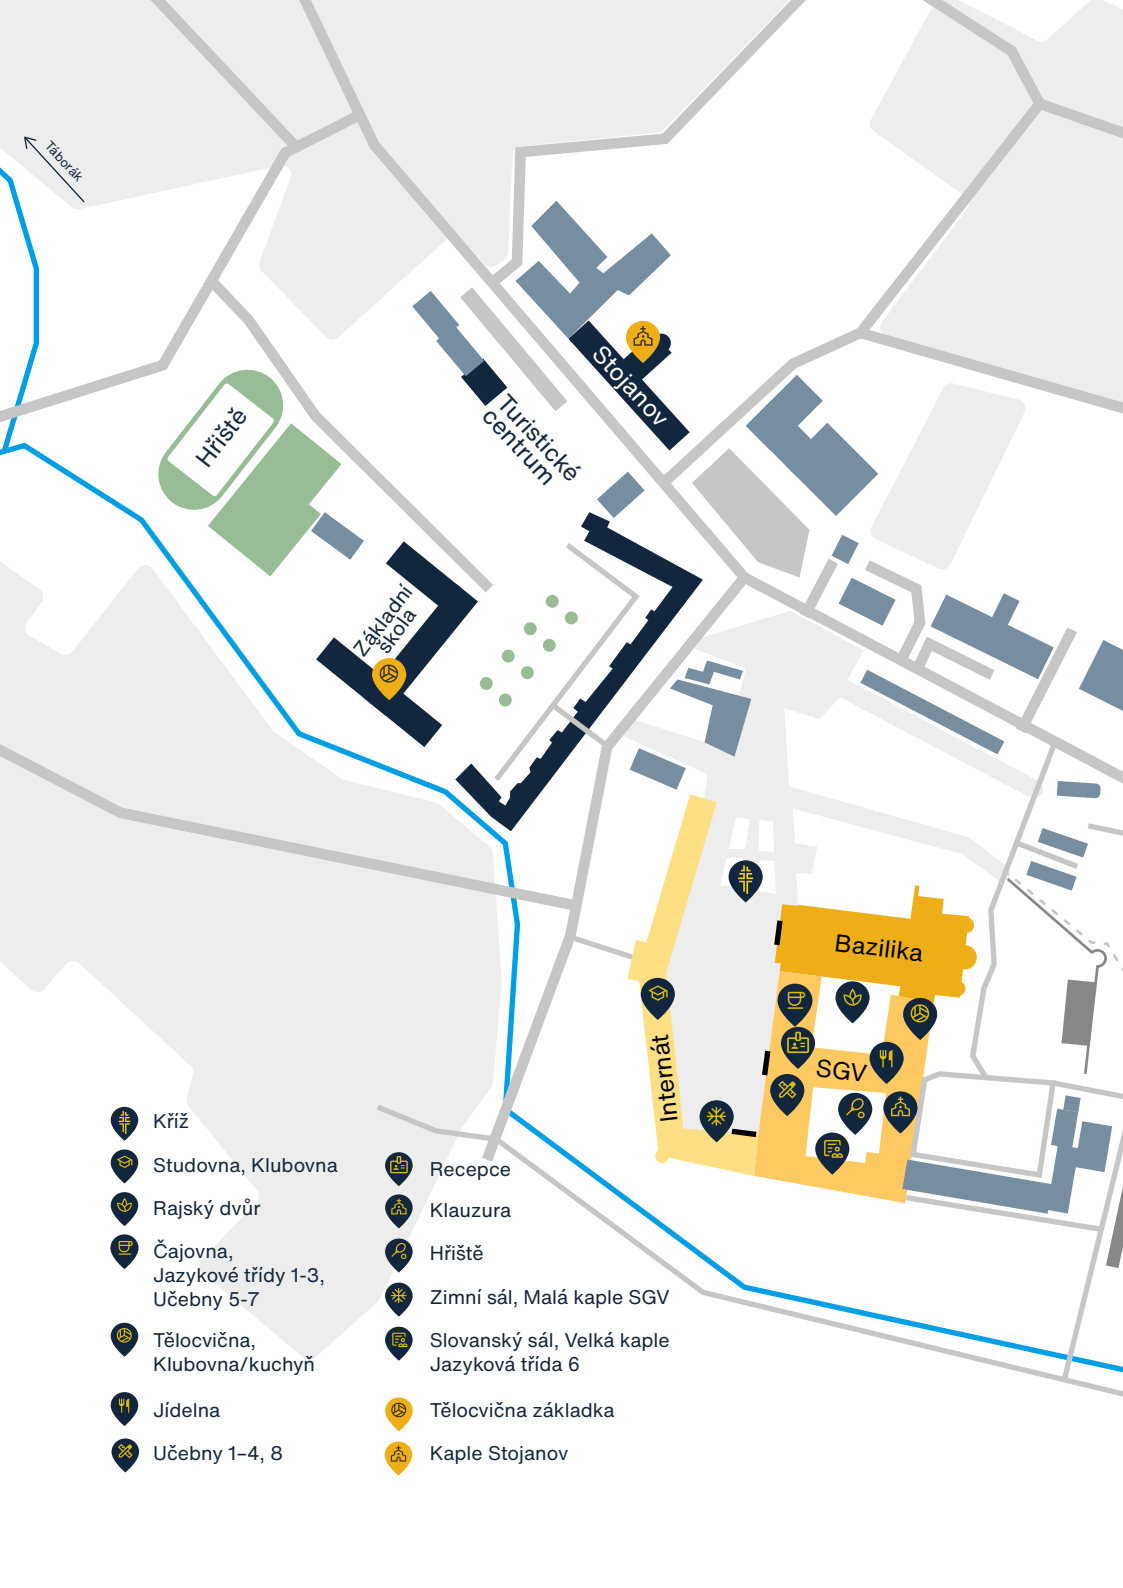 Táborák
Stojanov
Turistické
centrum
Hřiště
Základní
škola
Bazilika
SGV
Internát
Kříž
Studovna, Klubovna
Rajský dvůr
Čajovna,
Jazykové třídy 1-3,
Učebny 5-7
Tělocvična,
Klubovna/kuchyň
Jídelna
Učebny 1–4, 8
Recepce
Klauzura
Hřiště
Zimní sál, Malá kaple SGV
Slovanský sál, Velká kaple
Jazyková třída 6
Tělocvična základka
Kaple Stojanov